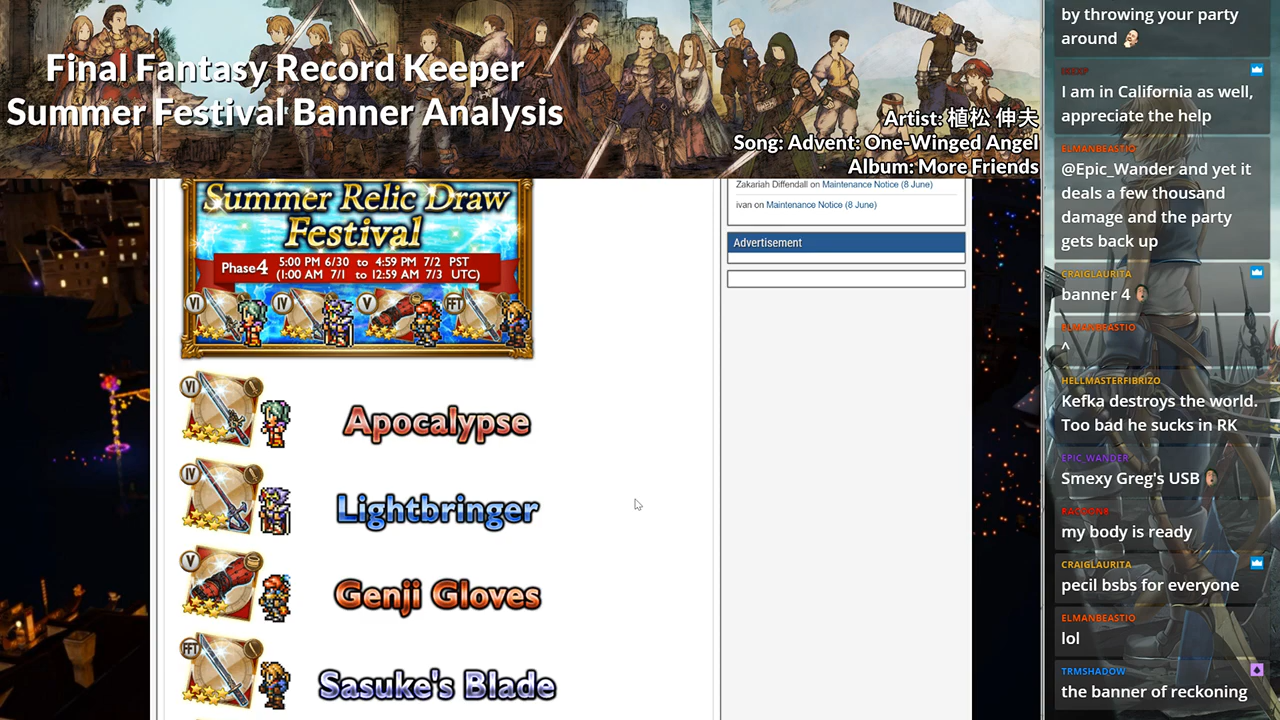 Final Fantasy Record Keeper
Summer Festival Banner Analysis
Artist: 植松 伸夫
Song: Advent: One-Winged Angel
Album: More Friends
Summer Relic Draw
Festival
Phase4
5:00 PM 6/30 to 4:59 PM 7/2 PST
(1:00 AM 7/1 to 12:59 AM 7/3 UTC)
VI
IV
V
FFT
VI
Apocalypse
IV
Lightbringer
V
Genji Gloves
FFT
Sasuke's Blade
Zakariah Diffendall on Maintenance Notice (8 June)
ivan on Maintenance Notice (8 June)
Advertisement
by throwing your party
around
I am in California as well,
appreciate the help
ELMANBEASTIO
@Epic_Wander and yet it
deals a few thousand
damage and the party
gets back up
CRAIGLAURITA
banner 4
ELMANBEASTIO
^
HELLMASTERFIBRIZO
Kefka destroys the world.
Too bad he sucks in RK
EPIC_WANDER
Smexy Greg's USB
my body is ready
CRAIGLAURITA
pecil bsbs for everyone
ELMANBEASTIO
lol
TRMSHADOW
the banner of reckoning